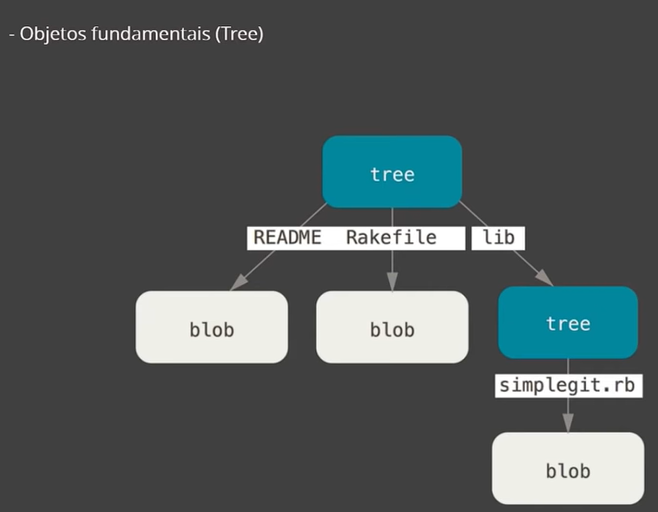 - Objetos fundamentais (Tree)
tree
README Rakefile lib
blob blob tree
simplegit.rb
blob